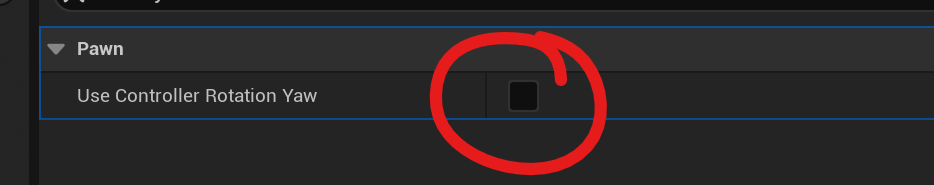 Pawn
Use Controller Rotation Yaw